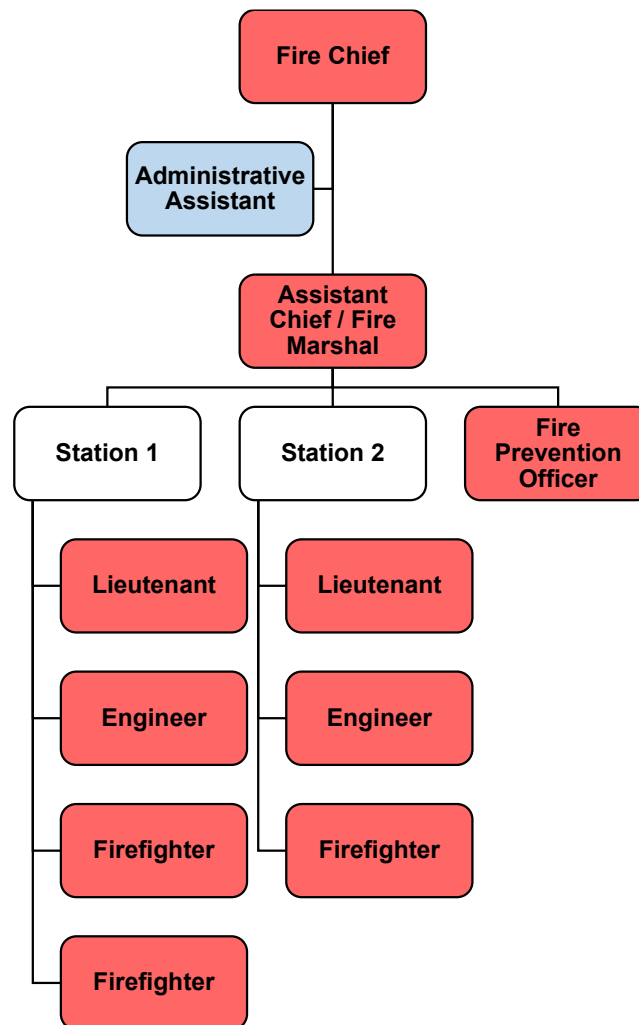 Fire Chief
Administrative
Assistant
Assistant
Chief / Fire
Marshal
Station 1
Station 2
Fire
Prevention
Officer
Lieutenant
Lieutenant
Engineer
Engineer
Firefighter
Firefighter
Firefighter